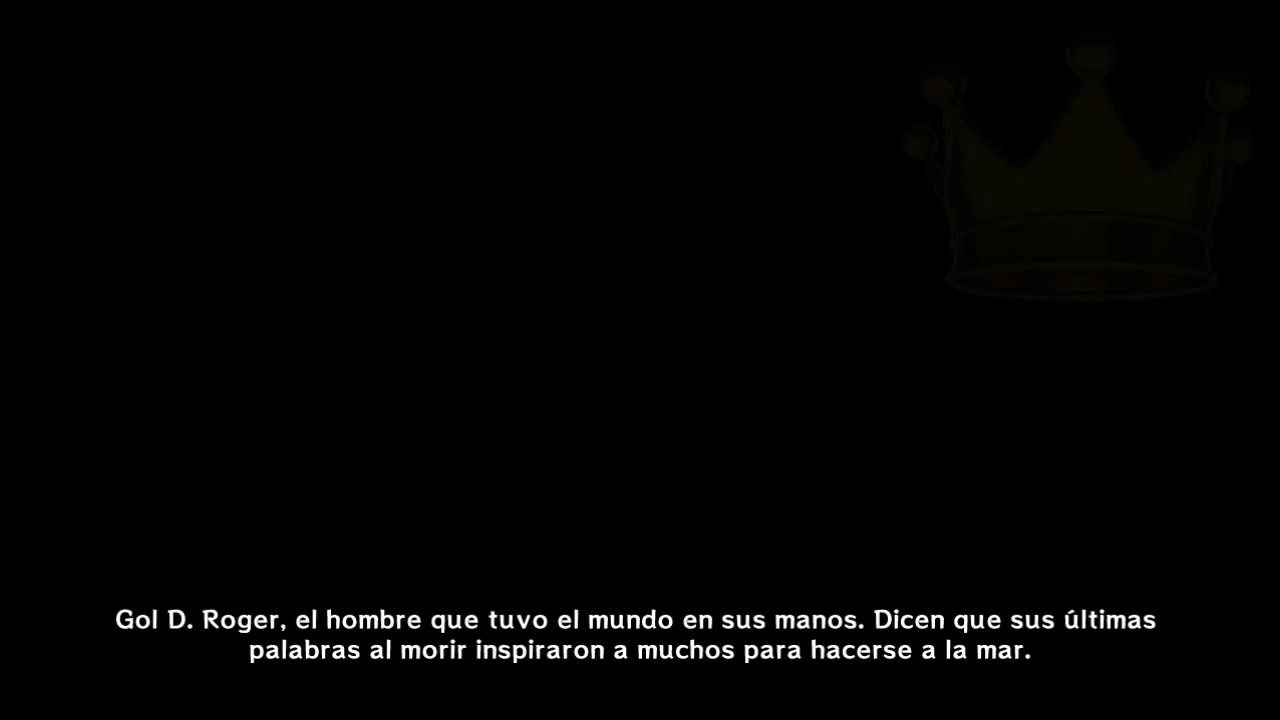 Gol D. Roger, el hombre que tuvo el mundo en sus manos. Dicen que sus últimas
palabras al morir inspiraron a muchos para hacerse a la mar.